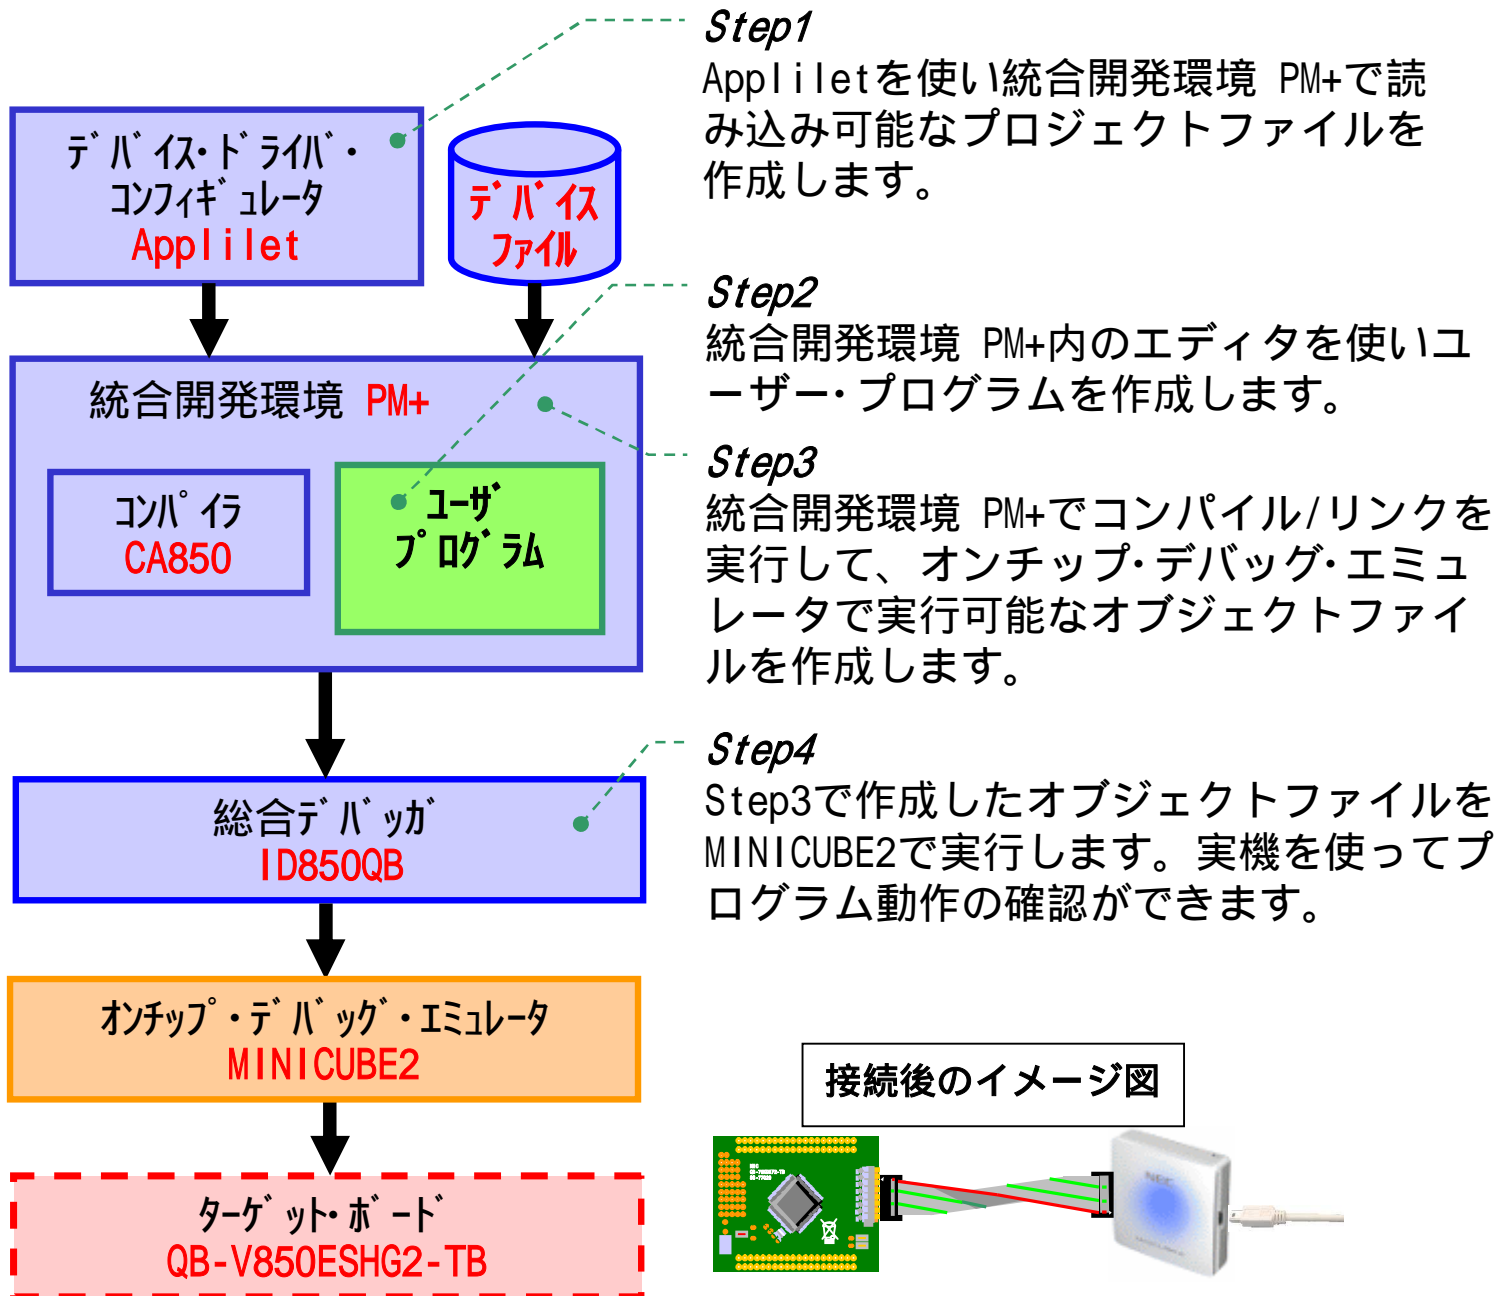 Step1
Appliletを使い統合開発環境 PM+で読
み込み可能なプロジェクトファイルを
作成します。
ﾃﾞﾊﾞｲｽ・ﾄﾞﾗｲﾊﾞ・
ｺﾝﾌｨｷﾞｭﾚｰﾀ
Applilet
ﾃﾞﾊﾞｲｽ
ﾌｧｲﾙ
Step2
統合開発環境 PM+内のエディタを使いユ
ーザー・プログラムを作成します。
統合開発環境 PM+
ｺﾝﾊﾟｲﾗ
CA850
ﾕｰｻﾞ
ﾌﾟﾛｸﾞﾗﾑ
Step3
統合開発環境 PM+でコンパイル/リンクを
実行して、オンチップ・デバッグ・エミュ
レータで実行可能なオブジェクトファイ
ルを作成します。
Step4
Step3で作成したオブジェクトファイルを
MINICUBE2で実行します。実機を使ってプ
ログラム動作の確認ができます。
総合ﾃﾞﾊﾞｯｶﾞ
ID850QB
ｵﾝﾁｯﾌﾟ・ﾃﾞﾊﾞｯｸﾞ・ｴﾐｭﾚｰﾀ
MINICUBE2
ﾀｰｹﾞｯﾄ・ﾎﾞｰﾄﾞ
QB-V850ESHG2-TB
接続後のイメージ図
NEC